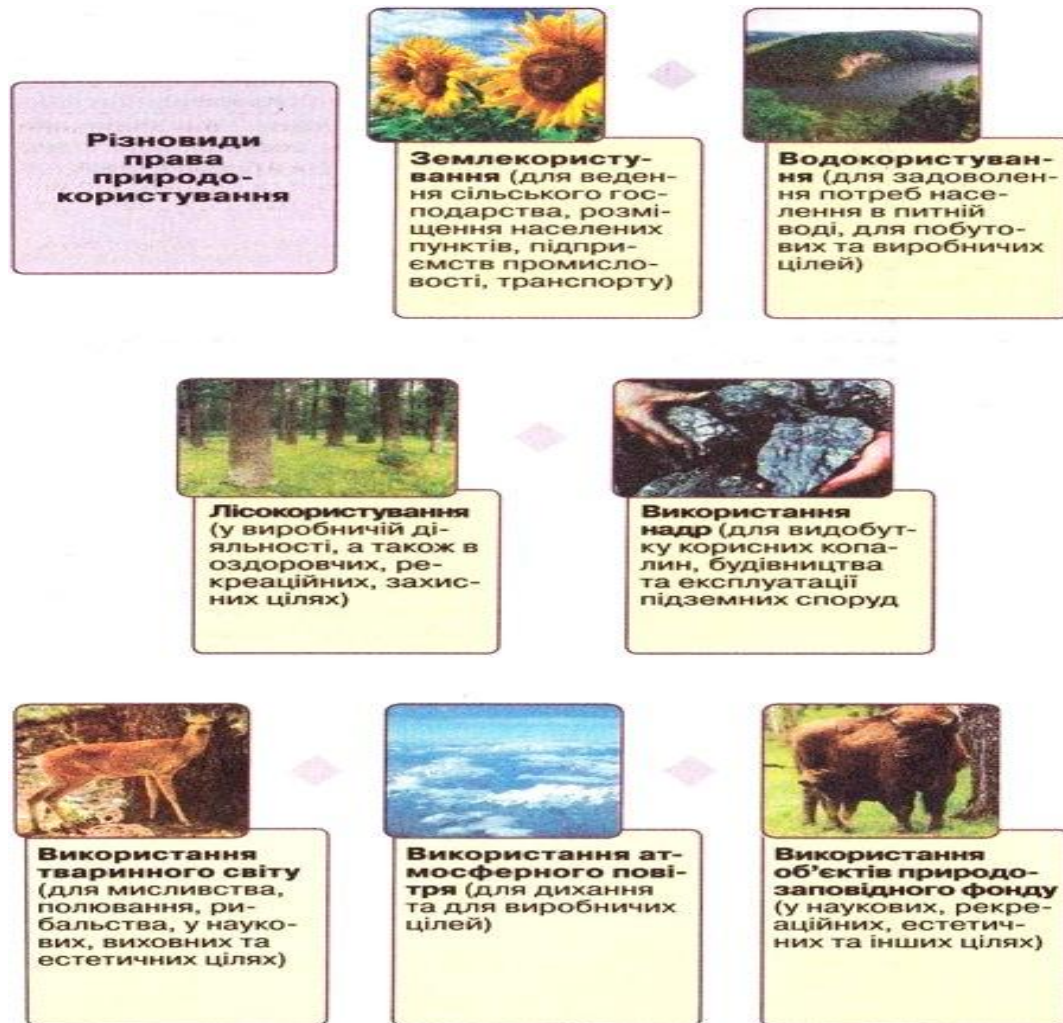 Різновиди
права
природо-
користування
Землекористу-
вання (для веден-
ня сільського гос-
подарства, розмі-
щення населених
пунктів, підпри-
ємств промисло-
вості, транспорту)
Водокористуван-
ня (для задоволен-
ня потреб насе-
лення в питній
воді, для побуто-
вих та виробничих
цілей)
Лісокористування
(у виробничій ді-
яльності, а також в
оздоровчих, ре-
креаційних, захис-
них цілях)
Використання
надр (для видобут-
ку корисних копа-
лин, будівництва
та експлуатації
підземних споруд
Використання
тваринного світу
(для мисливства,
полювання, ри-
бальства, у науко-
вих, виховних та
естетичних цілях)
Використання ат-
мосферного пові-
тря (для дихання
та для виробничих
цілей)
Використання
об’єктів природо-
заповідного фонду
(у наукових, рекре-
аційних, естетич-
них та інших цілях)